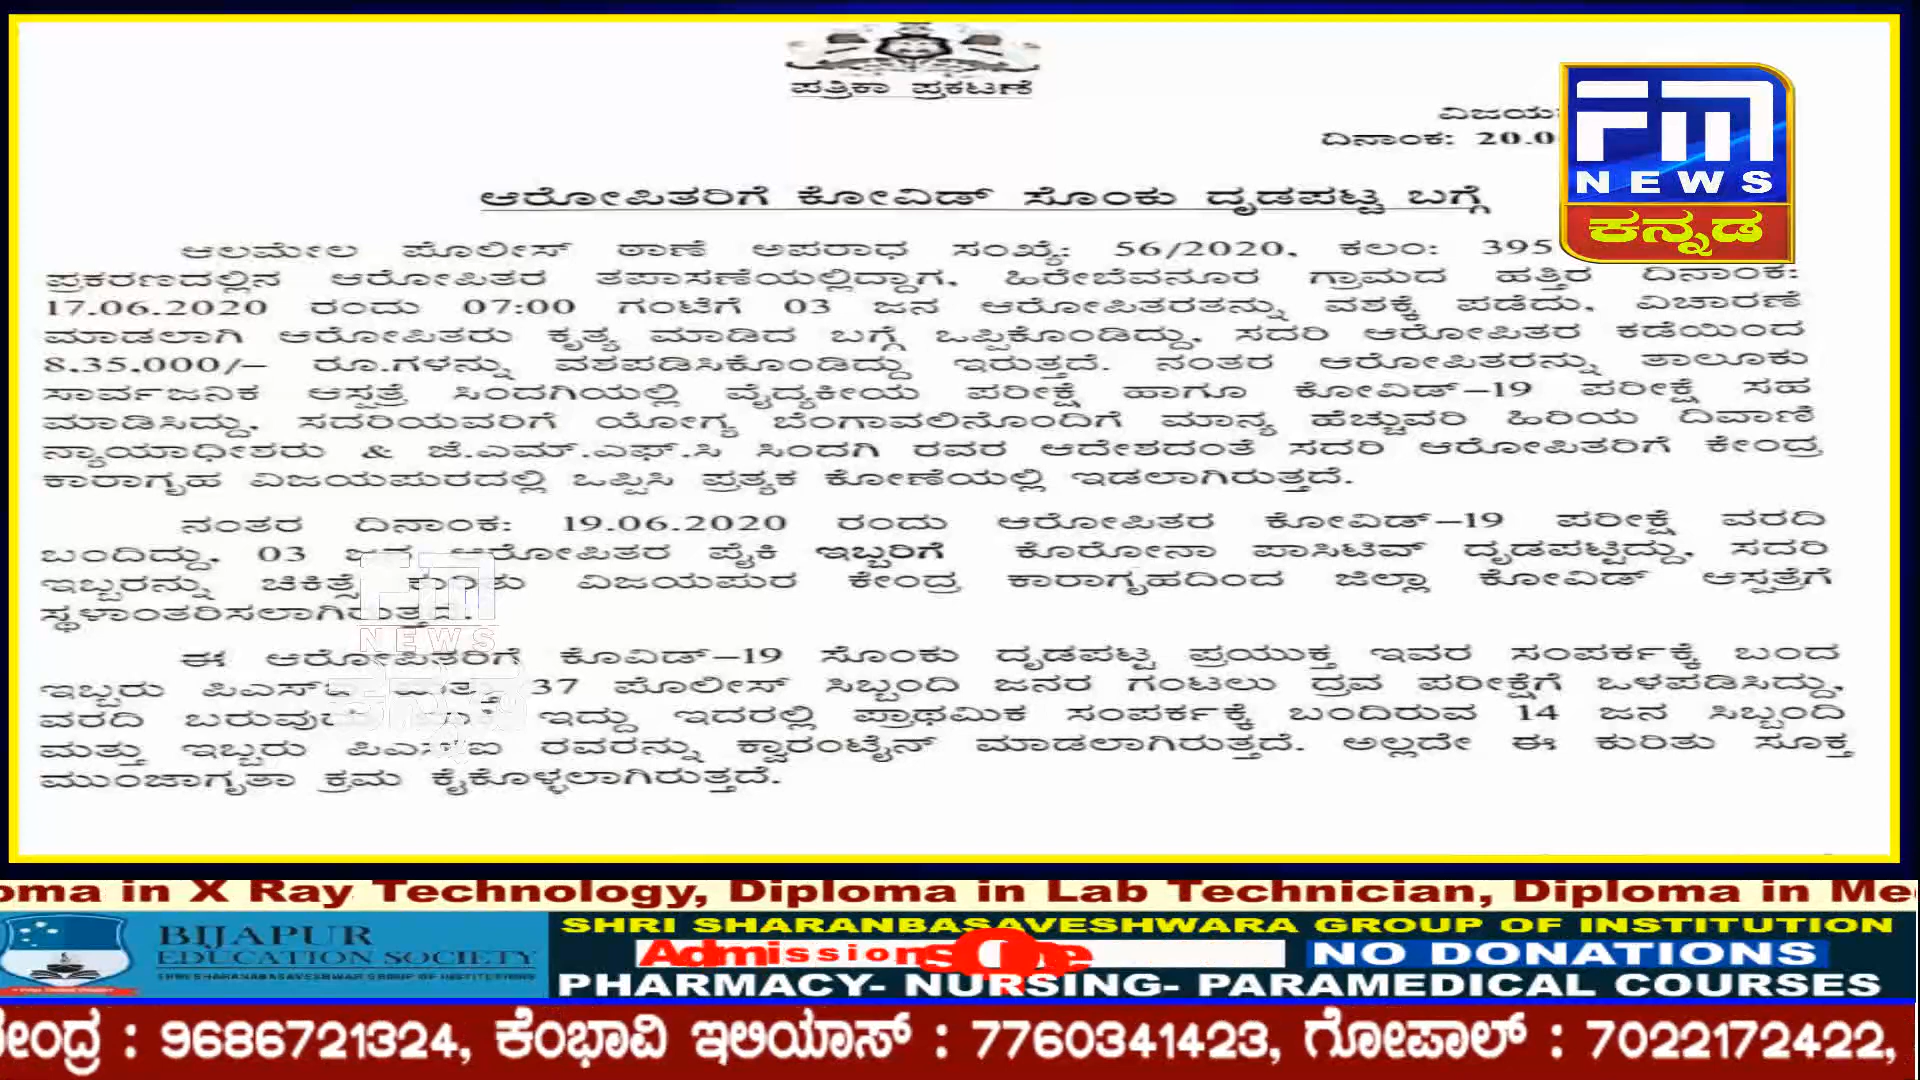 ಪತ್ರಿಕಾ ಪ್ರಕಟಣೆ
ದಿನಾಂಕ: 20.0
ಆರೋಪಿತರಿಗೆ ಕೋವಿಡ್ ಸೊಂಕು ದೃಡಪಟ್ಟ ಬಗ್ಗೆ
ಆಲಮೇಲ ಪೊಲೀಸ್ ಠಾಣೆ ಅಪರಾಧ ಸಂಖ್ಯೆ: 56/2020, ಕಲಂ: 395
ಪ್ರಕರಣದಲ್ಲಿನ ಆರೋಪಿತರ ತಪಾಸಣೆಯಲ್ಲಿದ್ದಾಗ, ಹಿರೇಬೆವನೂರ ಗ್ರಾಮದ ಹತ್ತಿರ ದಿನಾಂಕ:
17.06.2020 ರಂದು 07:00 ಗಂಟೆಗೆ 03 ಜನ ಆರೋಪಿತರತನ್ನು ವಶಕ್ಕೆ ಪಡೆದು, ವಿಚಾರಣೆ
ಮಾಡಲಾಗಿ ಆರೋಪಿತರು ಕೃತ್ಯ ಮಾಡಿದ ಬಗ್ಗೆ ಒಪ್ಪಿಕೊಂಡಿದ್ದು, ಸದರಿ ಆರೋಪಿತರ ಕಡೆಯಿಂದ
8,35,000/– ರೂ.ಗಳನ್ನು ವಶಪಡಿಸಿಕೊಂಡಿದ್ದು ಇರುತ್ತದೆ. ನಂತರ ಆರೋಪಿತರನ್ನು ತಾಲೂಕು
ಸಾರ್ವಜನಿಕ ಆಸ್ಪತ್ರೆ ಸಿಂದಗಿಯಲ್ಲಿ ವೈದ್ಯಕೀಯ ಪರೀಕ್ಷೆ ಹಾಗೂ ಕೋವಿಡ್–19 ಪರೀಕ್ಷೆ ಸಹ
ಮಾಡಿಸಿದ್ದು, ಸದರಿಯವರಿಗೆ ಯೋಗ್ಯ ಬೆಂಗಾವಲಿನೊಂದಿಗೆ ಮಾನ್ಯ ಹೆಚ್ಚುವರಿ ಹಿರಿಯ ದಿವಾಣಿ
ನ್ಯಾಯಾಧೀಶರು & ಜೆ.ಎಮ್.ಎಫ್.ಸಿ ಸಿಂದಗಿ ರವರ ಆದೇಶದಂತೆ ಸದರಿ ಆರೋಪಿತರಿಗೆ ಕೇಂದ್ರ
ಕಾರಾಗೃಹ ವಿಜಯಪುರದಲ್ಲಿ ಒಪ್ಪಿಸಿ ಪ್ರತ್ಯಕ ಕೋಣೆಯಲ್ಲಿ ಇಡಲಾಗಿರುತ್ತದೆ.
ನಂತರ ದಿನಾಂಕ: 19.06.2020 ರಂದು ಆರೋಪಿತರ ಕೋವಿಡ್–19 ಪರೀಕ್ಷೆ ವರದಿ
ಬಂದಿದ್ದು, 03 ಜನ ಆರೋಪಿತರ ಪೈಕಿ ಇಬ್ಬರಿಗೆ ಕೊರೋನಾ ಪಾಸಿಟಿವ್ ದೃಡಪಟ್ಟಿದ್ದು, ಸದರಿ
ಇಬ್ಬರನ್ನು ಚಿಕಿತ್ಸೆ ಕುರಿತು ವಿಜಯಪುರ ಕೇಂದ್ರ ಕಾರಾಗೃಹದಿಂದ ಜಿಲ್ಲಾ ಕೋವಿಡ್ ಆಸ್ಪತ್ರೆಗೆ
ಸ್ಥಳಾಂತರಿಸಲಾಗಿರುತ್ತದೆ.
ಈ ಆರೋಪಿತರಿಗೆ ಕೊವಿಡ್–19 ಸೊಂಕು ದೃಡಪಟ್ಟ ಪ್ರಯುಕ್ತ ಇವರ ಸಂಪರ್ಕಕ್ಕೆ ಬಂದ
ಇಬ್ಬರು ಪಿಎಸ್ಐ ಮತ್ತು 37 ಪೊಲೀಸ್ ಸಿಬ್ಬಂದಿ ಜನರ ಗಂಟಲು ದ್ರವ ಪರೀಕ್ಷೆಗೆ ಒಳಪಡಿಸಿದ್ದು,
ವರದಿ ಬರುವುದು ಬಾಕಿ ಇದ್ದು ಇದರಲ್ಲಿ ಪ್ರಾಥಮಿಕ ಸಂಪರ್ಕಕ್ಕೆ ಬಂದಿರುವ 14 ಜನ ಸಿಬ್ಬಂದಿ
ಮತ್ತು ಇಬ್ಬರು ಪಿಎಸ್ಐ ರವರನ್ನು ಕ್ವಾರಂಟೈನ್ ಮಾಡಲಾಗಿರುತ್ತದೆ. ಅಲ್ಲದೇ ಈ ಕುರಿತು ಸೂಕ್ತ
ಮುಂಜಾಗೃತಾ ಕ್ರಮ ಕೈಕೊಳ್ಳಲಾಗಿರುತ್ತದೆ.
FM
NEWS
ಕನ್ನಡ
FM
NEWS
ಕನ್ನಡ
oma in X Ray Technology, Diploma in Lab Technician, Diploma in Me
BIJAPUR
EDUCATION SOCIETY
SHRI SHARANBASAVESHWARA GROUP OF INSTITUTION
Admissions
NO DONATIONS
PHARMACY- NURSING- PARAMEDICAL COURSES
ೇಂದ್ರ : 9686721324, ಕೆಂಭಾವಿ ಇಲಿಯಾಸ್ : 7760341423, ಗೋಪಾಲ್ : 7022172422,